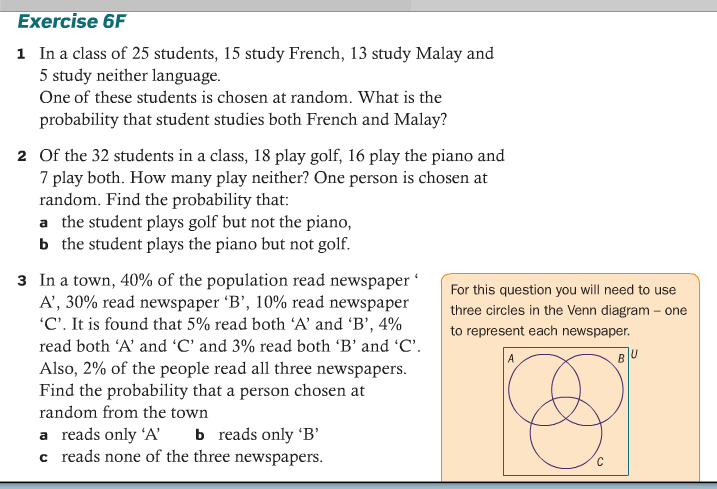 Exercise 6F
1 In a class of 25 students, 15 study French, 13 study Malay and
5 study neither language.
One of these students is chosen at random. What is the
probability that student studies both French and Malay?
2 Of the 32 students in a class, 18 play golf, 16 play the piano and
7 play both. How many play neither? One person is chosen at
random. Find the probability that:
a the student plays golf but not the piano,
b the student plays the piano but not golf.
3 In a town, 40% of the population read newspaper ‘
A’, 30% read newspaper ‘B’, 10% read newspaper
‘C’. It is found that 5% read both ‘A’ and ‘B’, 4%
read both ‘A’ and ‘C’ and 3% read both ‘B’ and ‘C’.
Also, 2% of the people read all three newspapers.
Find the probability that a person chosen at
random from the town
a reads only ‘A’ b reads only ‘B’
c reads none of the three newspapers.
For this question you will need to use
three circles in the Venn diagram – one
to represent each newspaper.
A B U
C